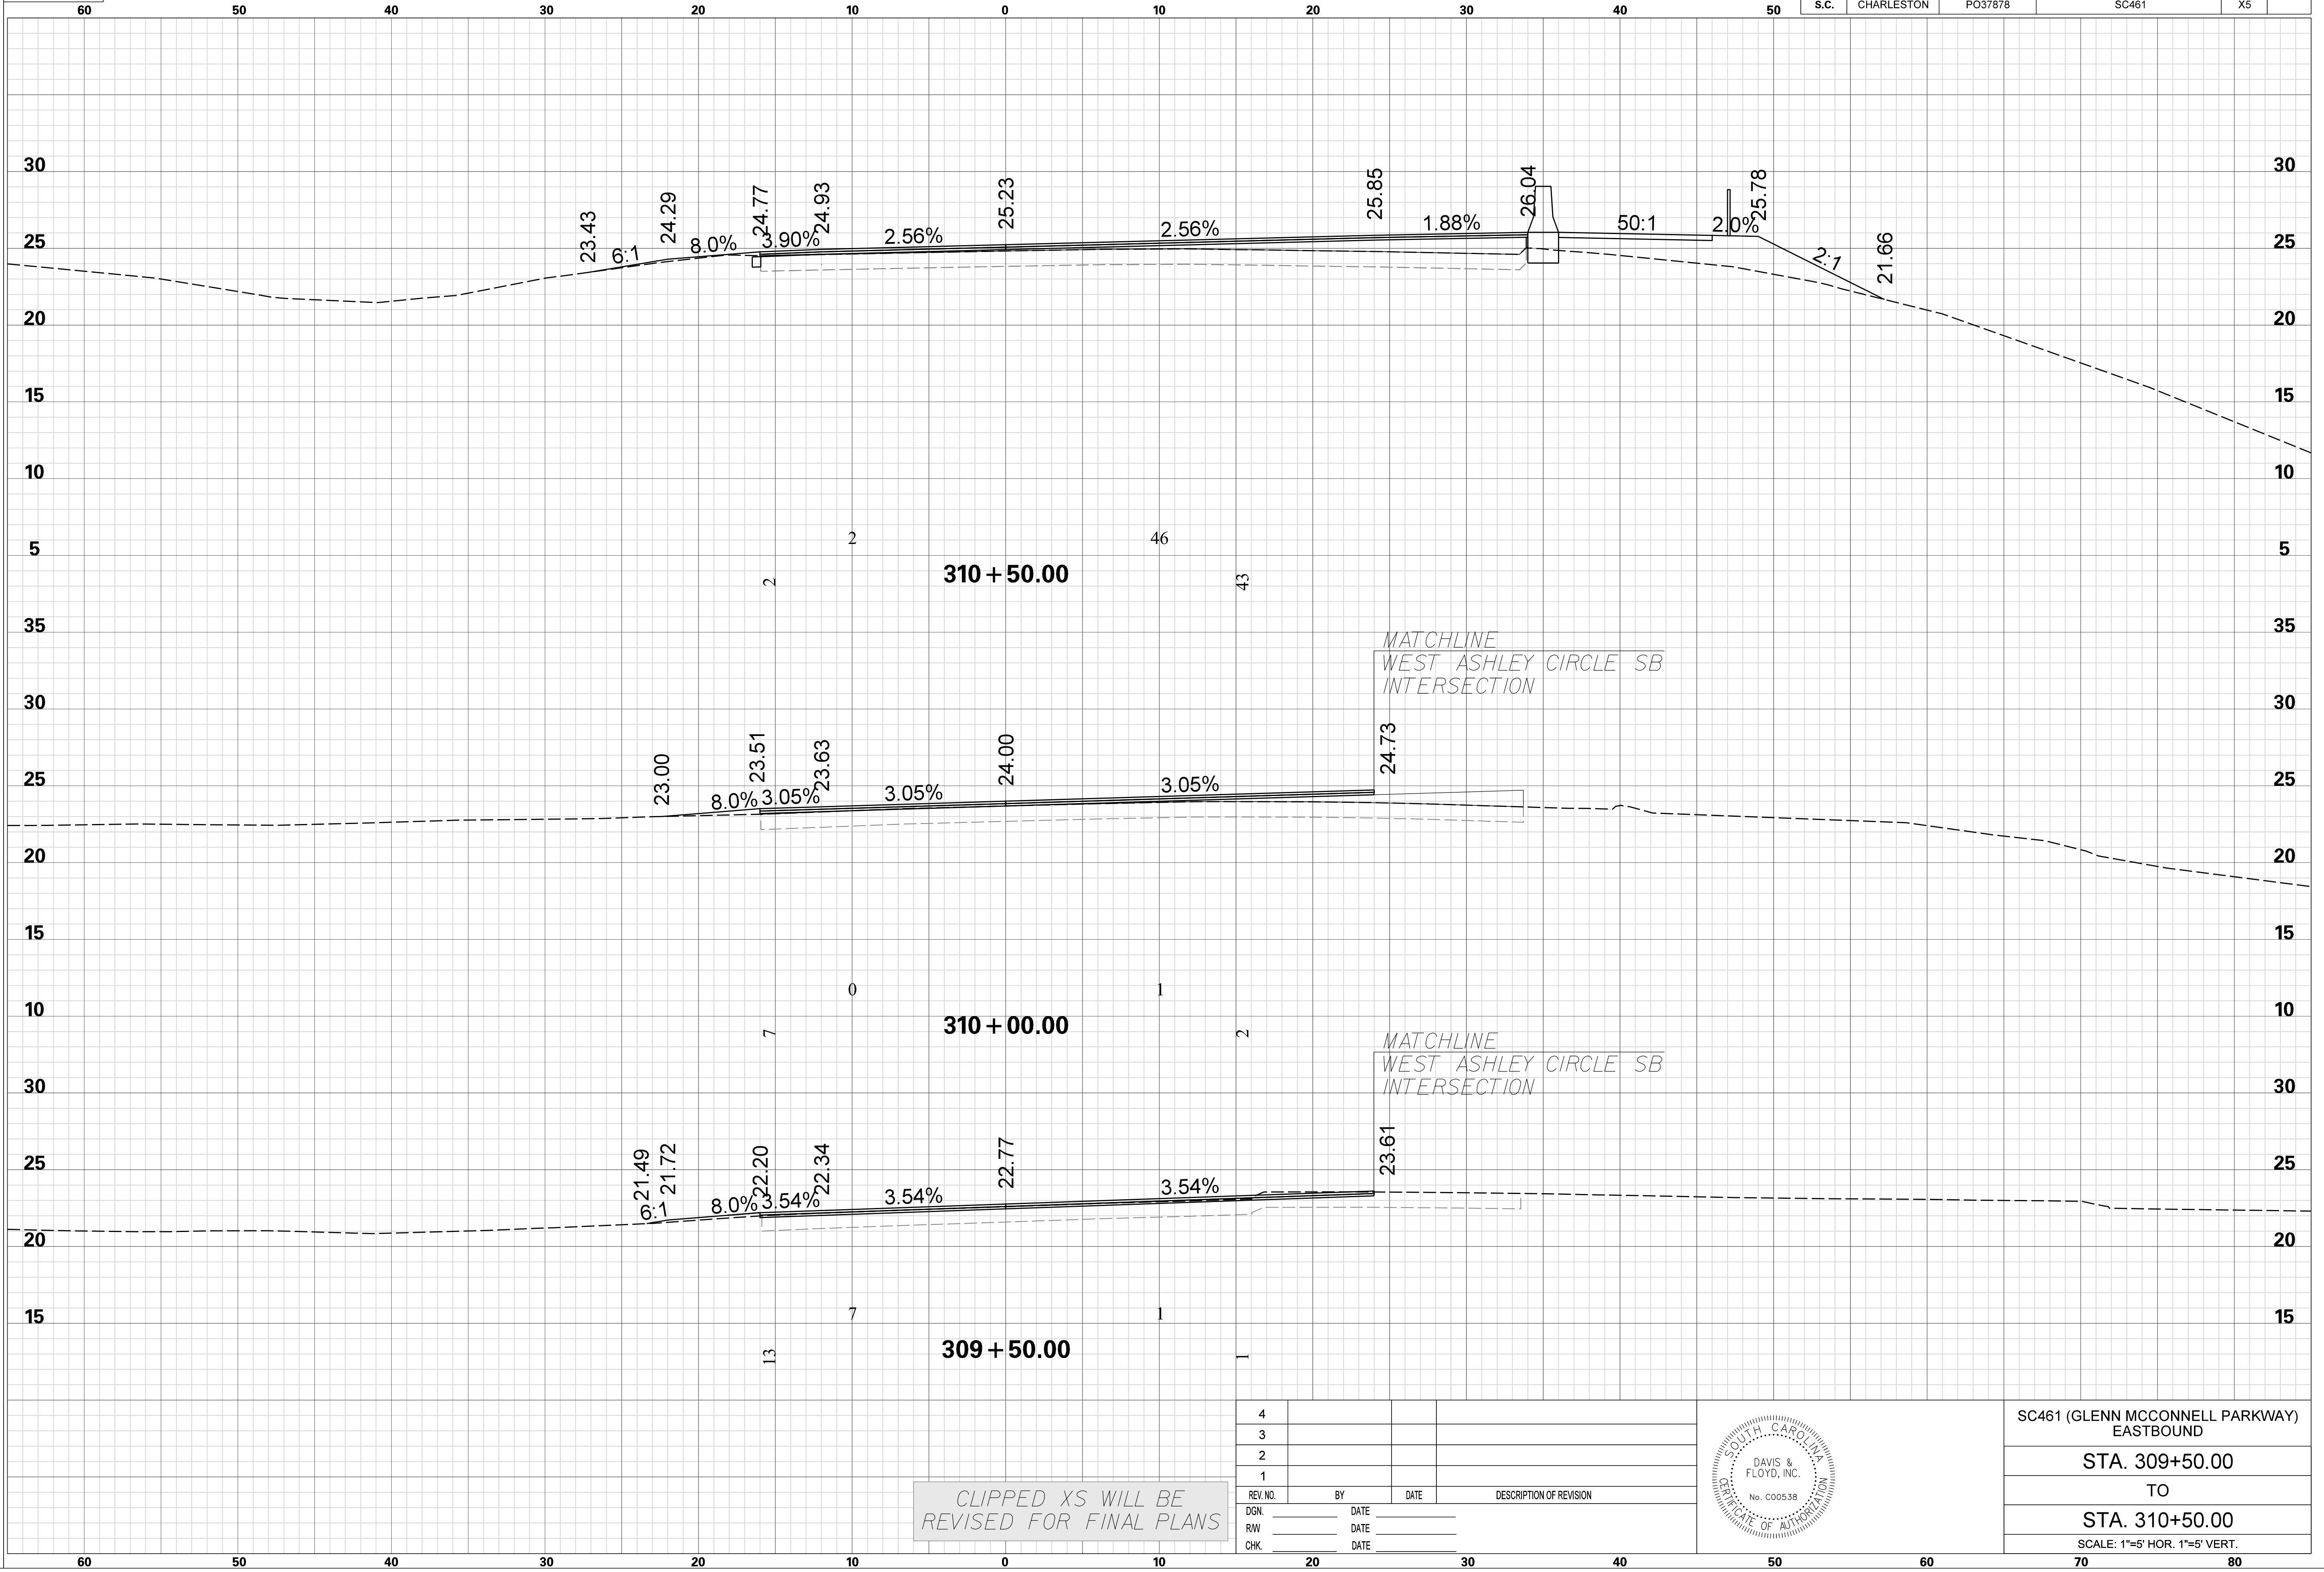 60 50 40 30 20 10 0 10 20 30 40 50
S.C. CHARLESTON PO37878 SC461 X5
30 30
23.43 24.29 24.77 24.93 25.23 25.85 26.04 25.78 21.66
6:1 8.0% 3.90% 2.56% 2.56% 1.88% 50:1 2.0% 2:1
25 25
20 20
15 15
10 10
2 46
5 5
310+50.00
2 43
35 35
MATCHLINE
WEST ASHLEY CIRCLE SB
INTERSECTION
30 30
23.00 23.51 23.63 24.00 24.73
25 25
8.0% 3.05% 3.05% 3.05%
20 20
15 15
0 1
10 10
310+00.00
7 2
MATCHLINE
WEST ASHLEY CIRCLE SB
INTERSECTION
30 30
21.49 21.72 22.20 22.34 22.77 23.61
25 25
6:1 8.0% 3.54% 3.54% 3.54%
20 20
15 15
7 1
309+50.00
13 1
CLIPPED XS WILL BE
REVISED FOR FINAL PLANS
4
3
2
1
REV. NO. BY DATE DESCRIPTION OF REVISION
DGN. DATE
R/W DATE
CHK. DATE
SOUTH CAROLINA
DAVIS &
FLOYD, INC.
No. C00538
CERTIFICATE OF AUTHORIZATION
SC461 (GLENN MCCONNELL PARKWAY)
EASTBOUND
STA. 309+50.00
TO
STA. 310+50.00
SCALE: 1"=5' HOR. 1"=5' VERT.
60 50 40 30 20 10 0 10 20 30 40 50 60 70 80